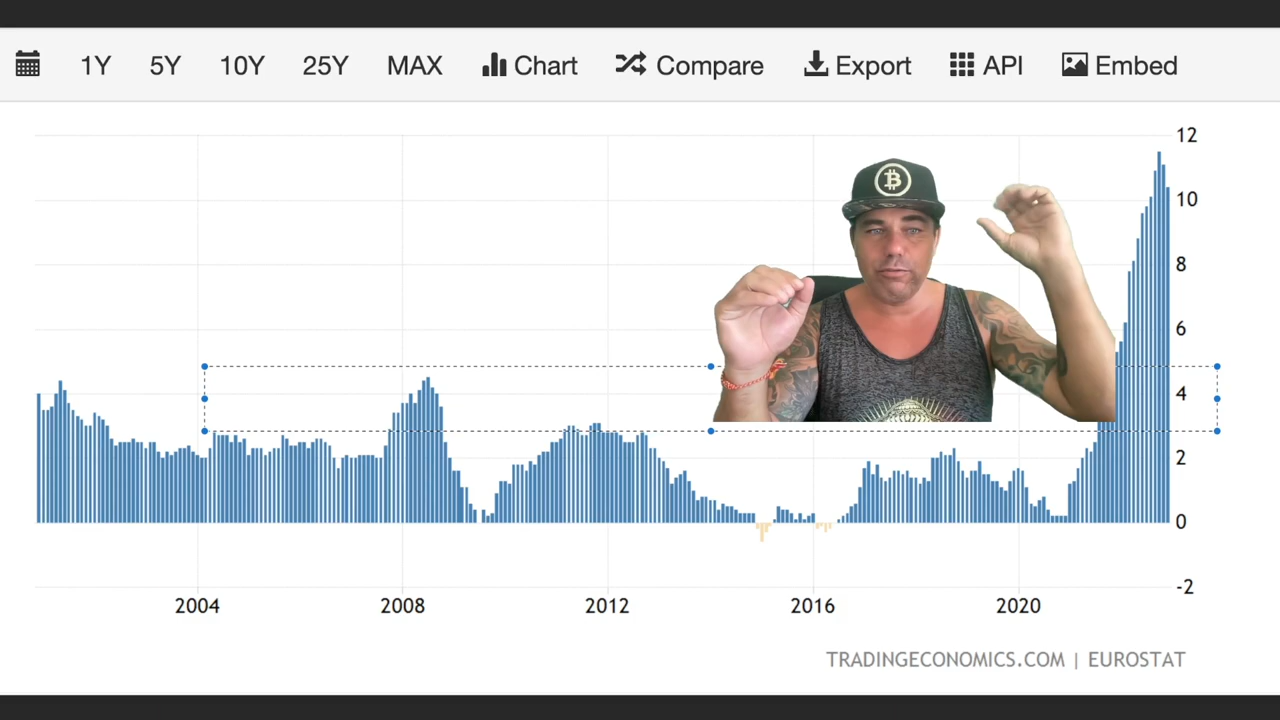 1Y 5Y 10Y 25Y MAX Chart Compare Export API Embed
12
10
8
6
4
2
0
-2
2004 2008 2012 2016 2020
TRADINGECONOMICS.COM | EUROSTAT